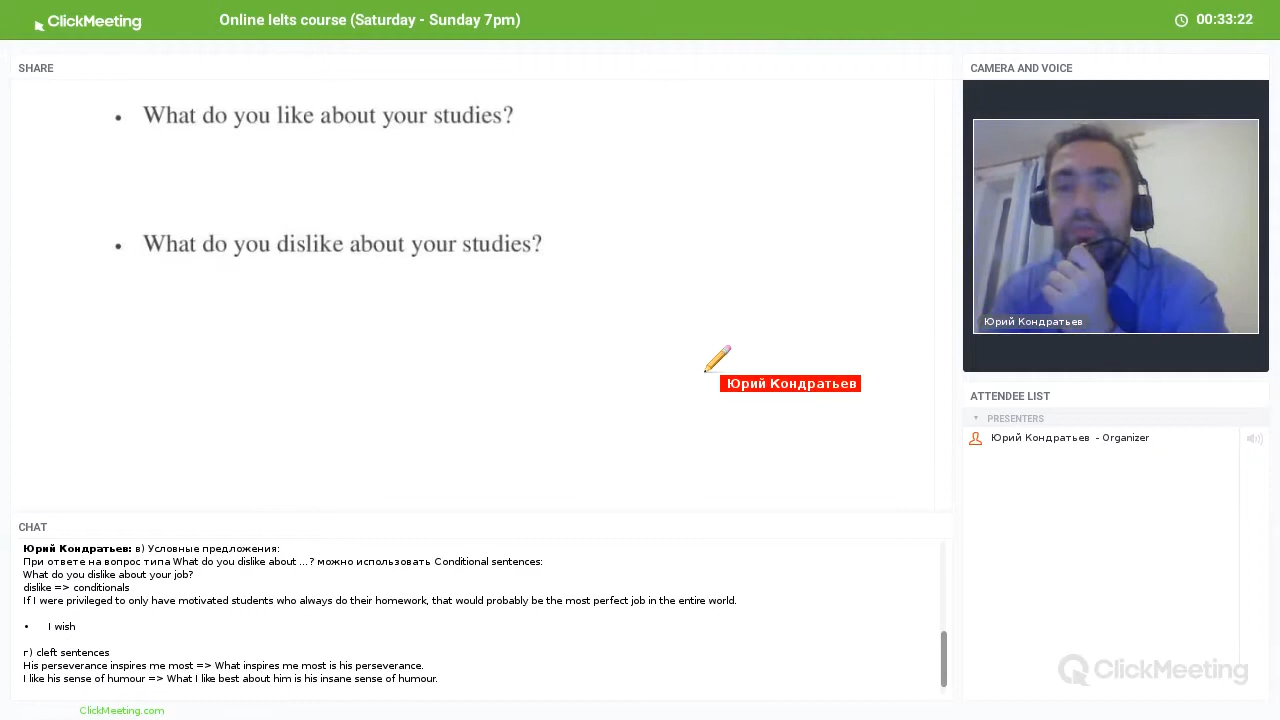 ClickMeeting
Online Ielts course (Saturday - Sunday 7pm)
00:33:22
SHARE
• What do you like about your studies?
• What do you dislike about your studies?
Юрий Кондратьев
CAMERA AND VOICE
Юрий Кондратьев
ATTENDEE LIST
PRESENTERS
Юрий Кондратьев - Organizer
CHAT
Юрий Кондратьев: в) Условные предложения:
При ответе на вопрос типа What do you dislike about ...? можно использовать Conditional sentences:
What do you dislike about your job?
dislike => conditionals
If I were privileged to only have motivated students who always do their homework, that would probably be the most perfect job in the entire world.
• I wish
г) cleft sentences
His perseverance inspires me most => What inspires me most is his perseverance.
I like his sense of humour => What I like best about him is his insane sense of humour.
ClickMeeting
ClickMeeting.com